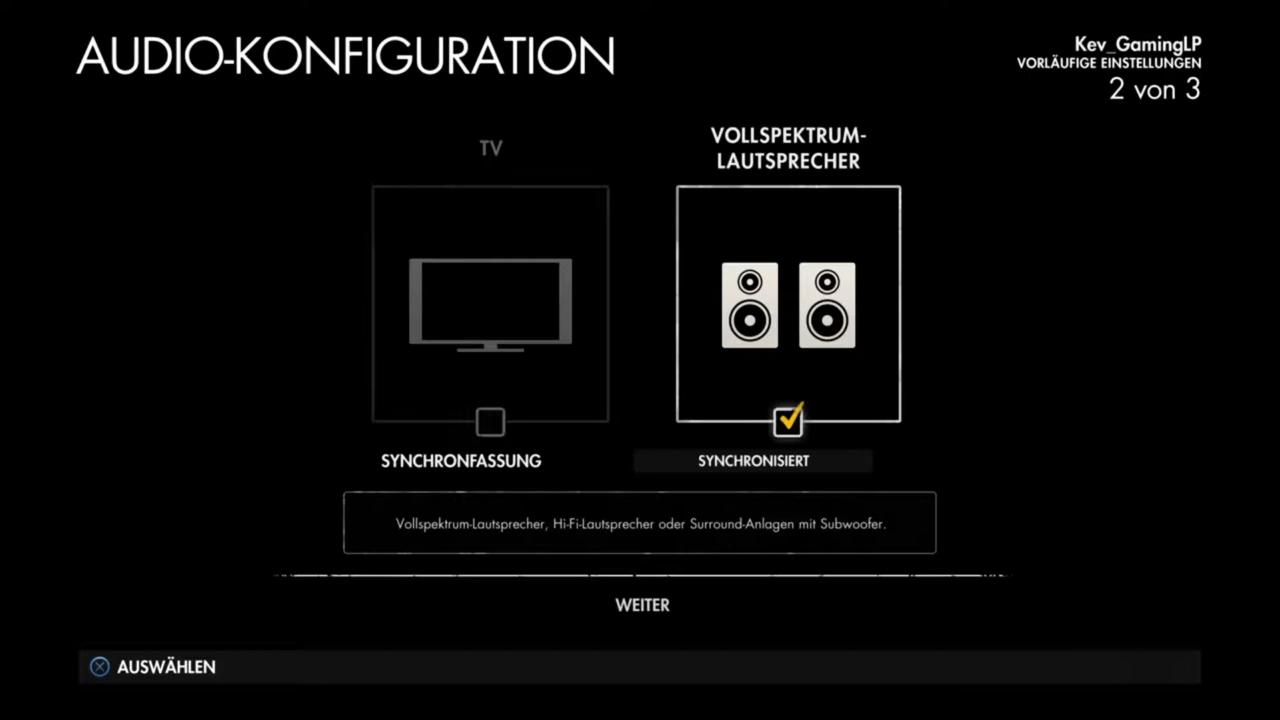 AUDIO-KONFIGURATION
Kev_GamingLP
VORLÄUFIGE EINSTELLUNGEN
2 von 3
TV
VOLLSPEKTRUM-
LAUTSPRECHER
SYNCHRONFASSUNG
SYNCHRONISIERT
Vollspektrum-Lautsprecher, Hi-Fi-Lautsprecher oder Surround-Anlagen mit Subwoofer.
WEITER
AUSWÄHLEN